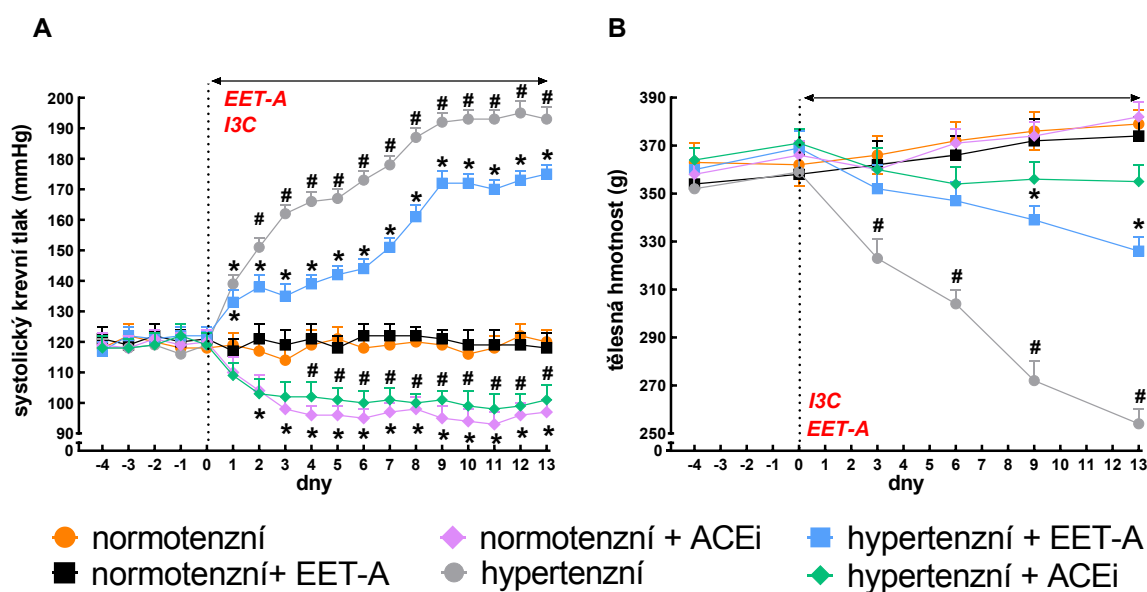 A
B
EET-A
I3C
systolický krevní tlak (mmHg)
200
190
180
170
160
150
140
130
120
110
100
90
0
-4 -3 -2 -1 0 1 2 3 4 5 6 7 8 9 10 11 12 13
dny
tělesná hmotnost (g)
390
370
350
330
310
290
270
250
0
I3C
EET-A
-4 -3 -2 -1 0 1 2 3 4 5 6 7 8 9 10 11 12 13
dny
normotenzní
normotenzní + ACEi
hypertenzní + EET-A
normotenzní+ EET-A
hypertenzní
hypertenzní + ACEi